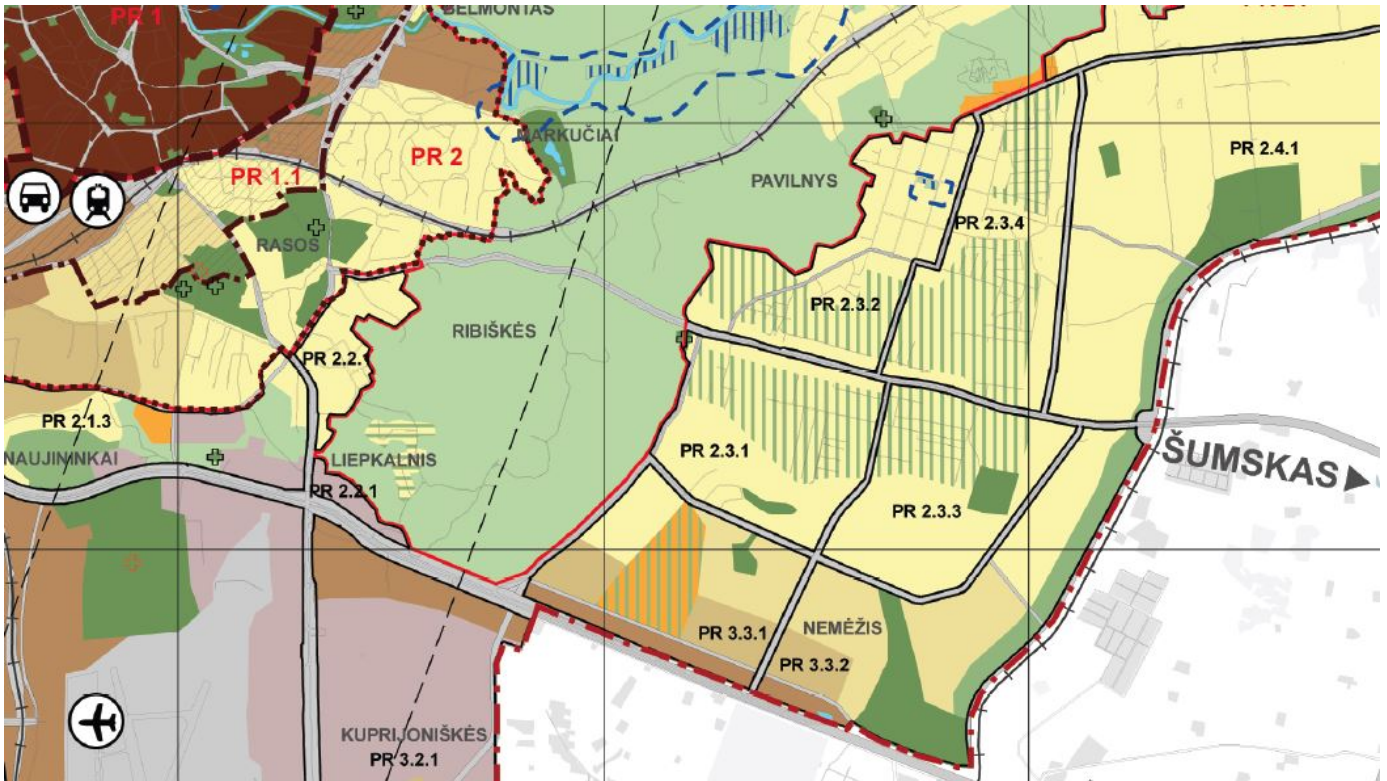 PR 1
BELMONTAS
MARKUČIAI
PR 2
PR 1.1
PAVILNYS
PR 2.4.1
PR 2.3.4
RASOS
PR 2.3.2
RIBIŠKĖS
PR 2.2.1
PR 2.1.3
NAUJININKAI
LIEPKALNIS
PR 2.2.1
PR 2.3.1
ŠUMSKAS
PR 2.3.3
PR 3.3.1
NEMĖŽIS
PR 3.3.2
KUPRIJONIŠKĖS
PR 3.2.1